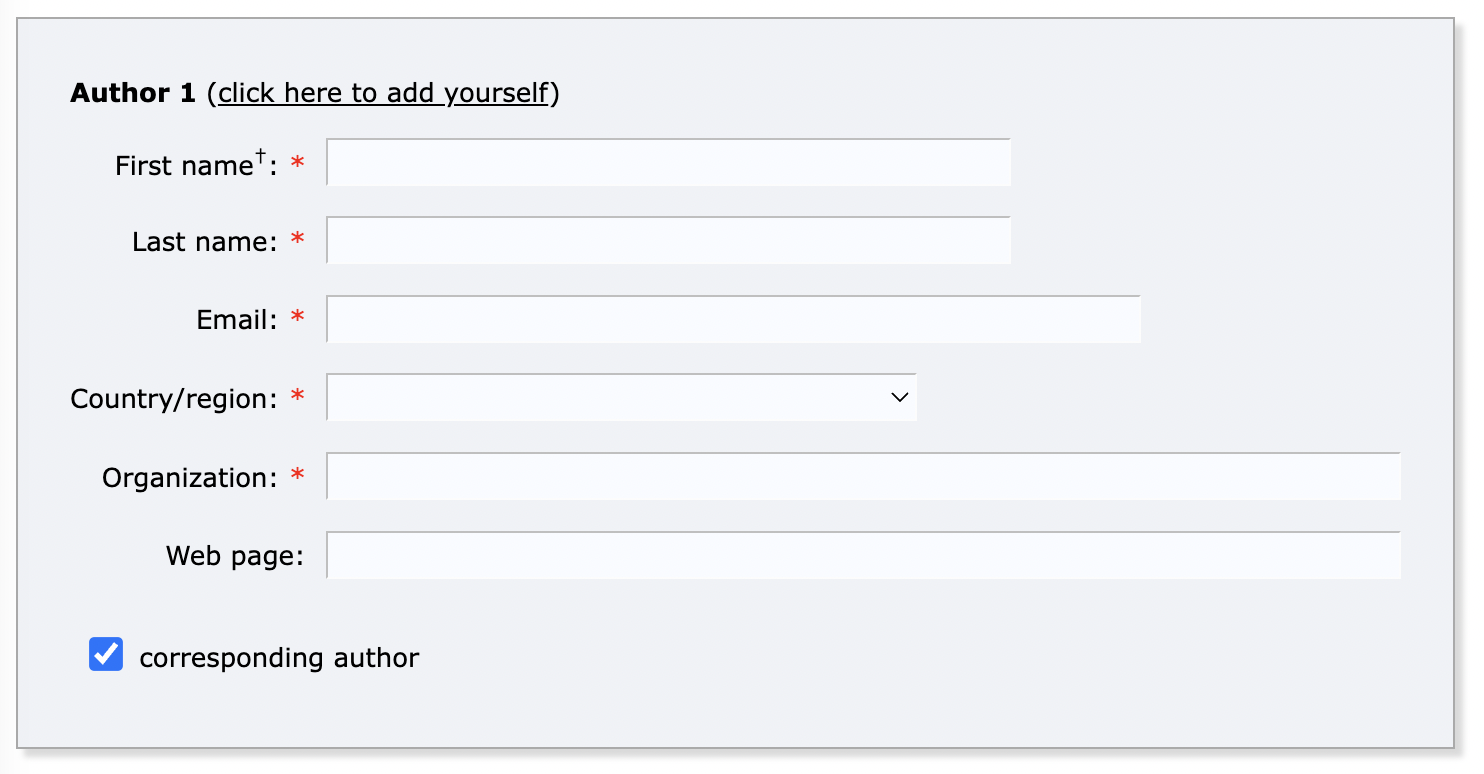 Author 1 (click here to add yourself)
First name†: *
Last name: *
Email: *
Country/region: *
Organization: *
Web page:
corresponding author